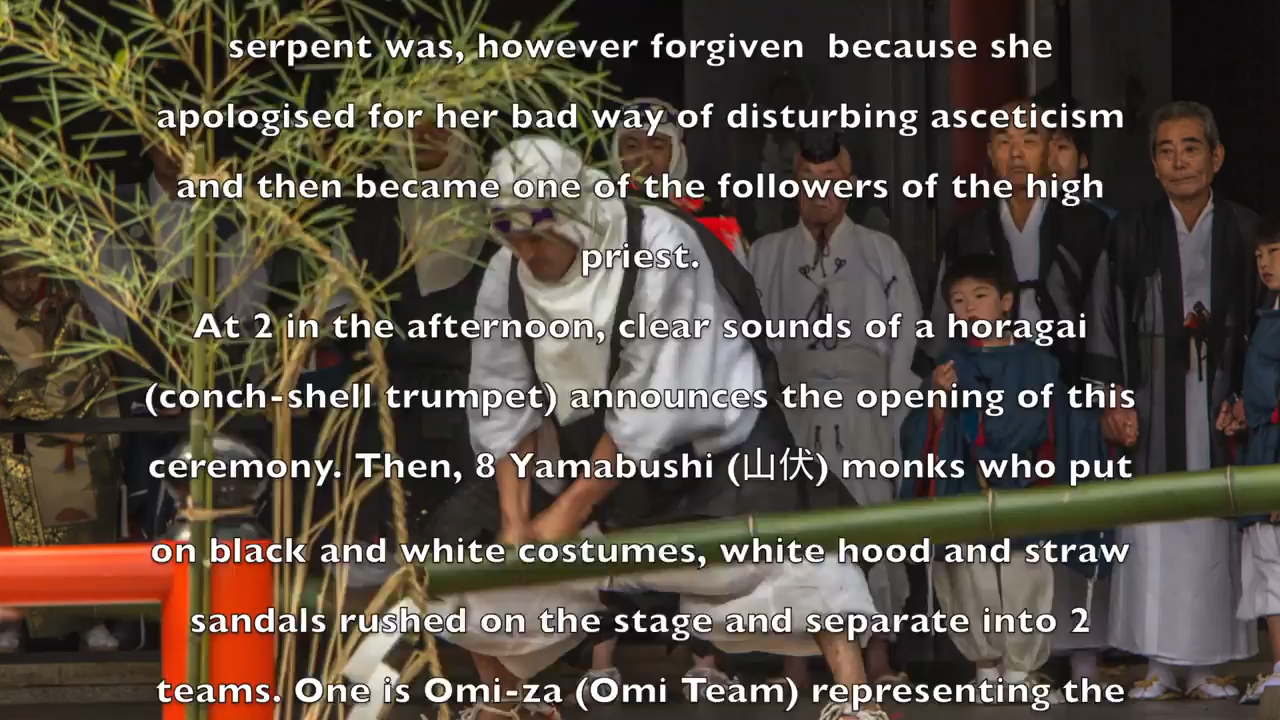 serpent was, however forgiven  because she
apologised for her bad way of disturbing asceticism
and then became one of the followers of the high
priest.
At 2 in the afternoon, clear sounds of a horagai
(conch-shell trumpet) announces the opening of this
ceremony. Then, 8 Yamabushi (山伏) monks who put
on black and white costumes, white hood and straw
sandals rushed on the stage and separate into 2
teams. One is Omi-za (Omi Team) representing the